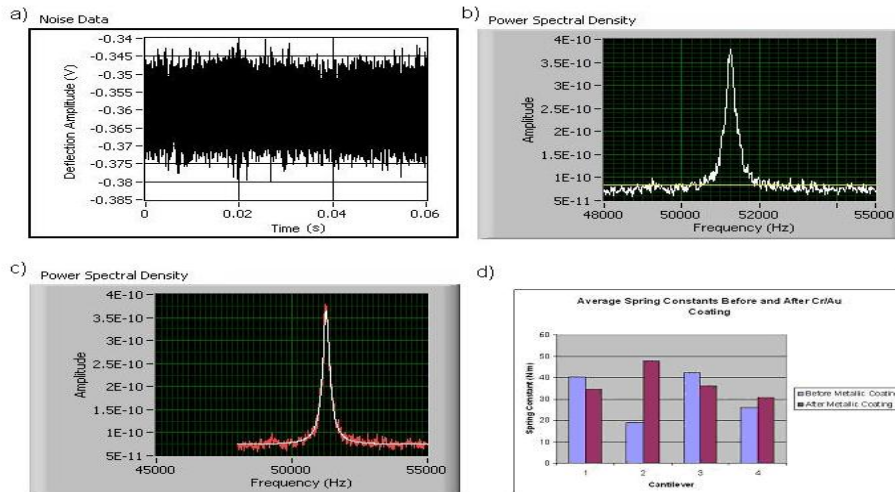 a)
Noise Data
-0.34
-0.345
-0.35
-0.355
-0.36
-0.365
-0.37
-0.375
-0.38
-0.385
Deflection Amplitude (V)
0 0.02 0.04 0.06
Time (s)
b)
Power Spectral Density
4E-10
3.5E-10
3E-10
2.5E-10
2E-10
1.5E-10
1E-10
5E-11
Amplitude
48000 50000 52000 55000
Frequency (Hz)
c)
Power Spectral Density
4E-10
3.5E-10
3E-10
2.5E-10
2E-10
1.5E-10
1E-10
5E-11
Amplitude
45000 50000 55000
Frequency (Hz)
d)
Average Spring Constants Before and After Cr/Au
Coating
60
50
40
30
20
10
0
Spring Constant (N/m)
1 2 3 4
Cantilever
Before Metallic Coating
After Metallic Coating